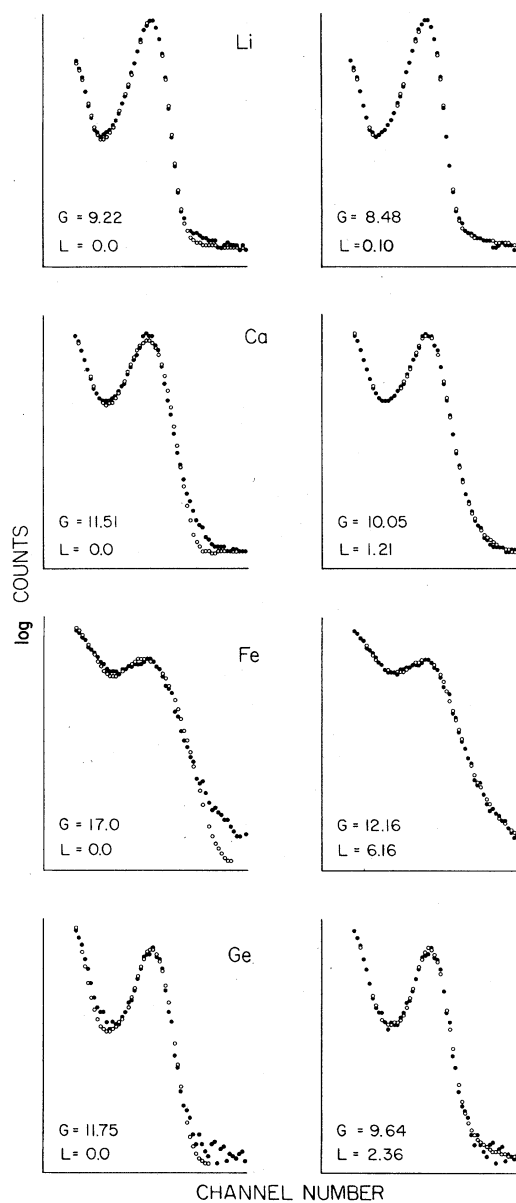 Li
G = 9.22
L = 0.0
G = 8.48
L = 0.10
Ca
G = 11.51
L = 0.0
G = 10.05
L = 1.21
log COUNTS
Fe
G = 17.0
L = 0.0
G = 12.16
L = 6.16
Ge
G = 11.75
L = 0.0
G = 9.64
L = 2.36
CHANNEL NUMBER